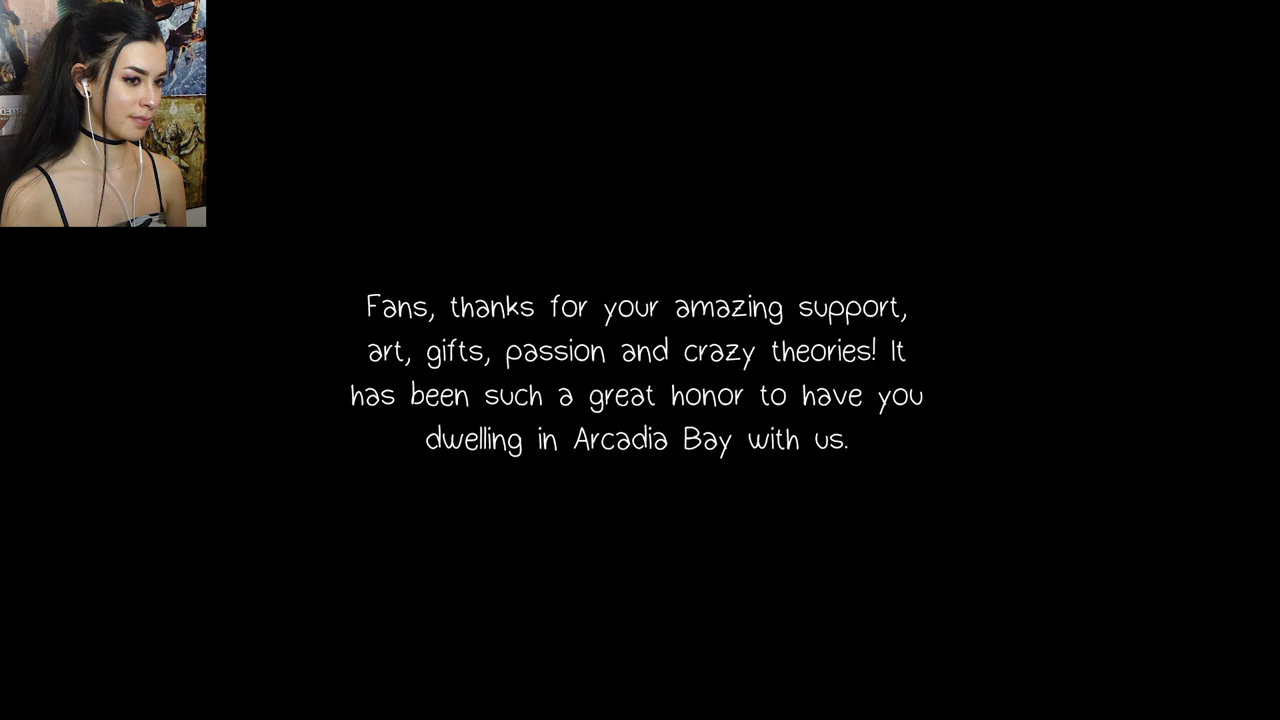 Fans, thanks for your amazing support,
art, gifts, passion and crazy theories! It
has been such a great honor to have you
dwelling in Arcadia Bay with us.